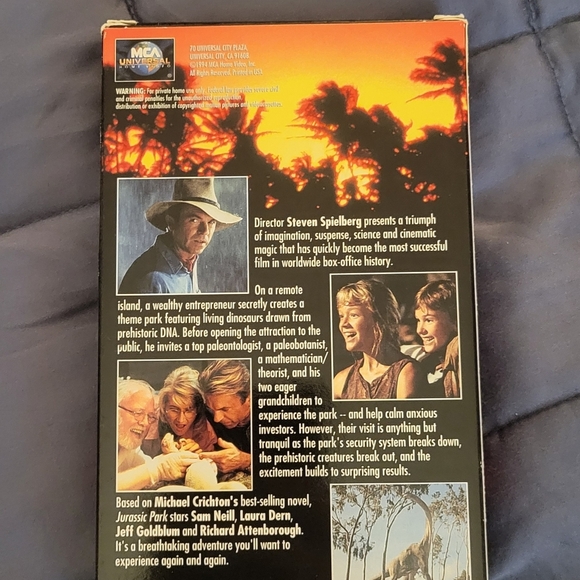 MCA
UNIVERSAL
HOME VIDEO
70 UNIVERSAL CITY PLAZA,
UNIVERSAL CITY, CA 91608.
©1994 MCA Home Video, Inc.
All Rights Reserved. Printed in USA.
WARNING: For private home use only. Federal law provides severe civil
and criminal penalties for the unauthorized reproduction,
distribution or exhibition of copyrighted motion pictures and
Director Steven Spielberg presents a triumph
of imagination, suspense, science and cinematic
magic that has quickly become the most successful
film in worldwide box-office history.
On a remote
island, a wealthy entrepreneur secretly creates a
theme park featuring living dinosaurs drawn from
prehistoric DNA. Before opening the attraction to the
public, he invites a top paleontologist, a paleobotanist,
a mathematician/
theorist, and his
two eager
grandchildren to
experience the park -- and help calm anxious
investors. However, their visit is anything but
tranquil as the park's security system breaks down,
the prehistoric creatures break out, and the
excitement builds to surprising results.
Based on Michael Crichton's best-selling novel,
Jurassic Park stars Sam Neill, Laura Dern,
Jeff Goldblum and Richard Attenborough.
It's a breathtaking adventure you'll want to
experience again and again.